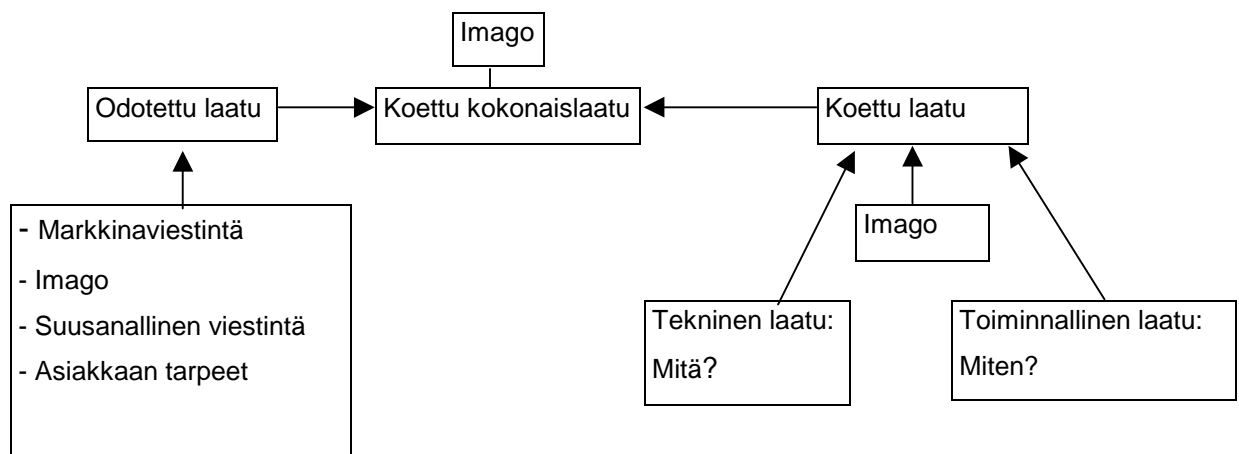 Imago
Odotettu laatu
Koettu kokonaislaatu
Koettu laatu
- Markkinaviestintä
- Imago
- Suusanallinen viestintä
- Asiakkaan tarpeet
Imago
Tekninen laatu:
Mitä?
Toiminnallinen laatu:
Miten?